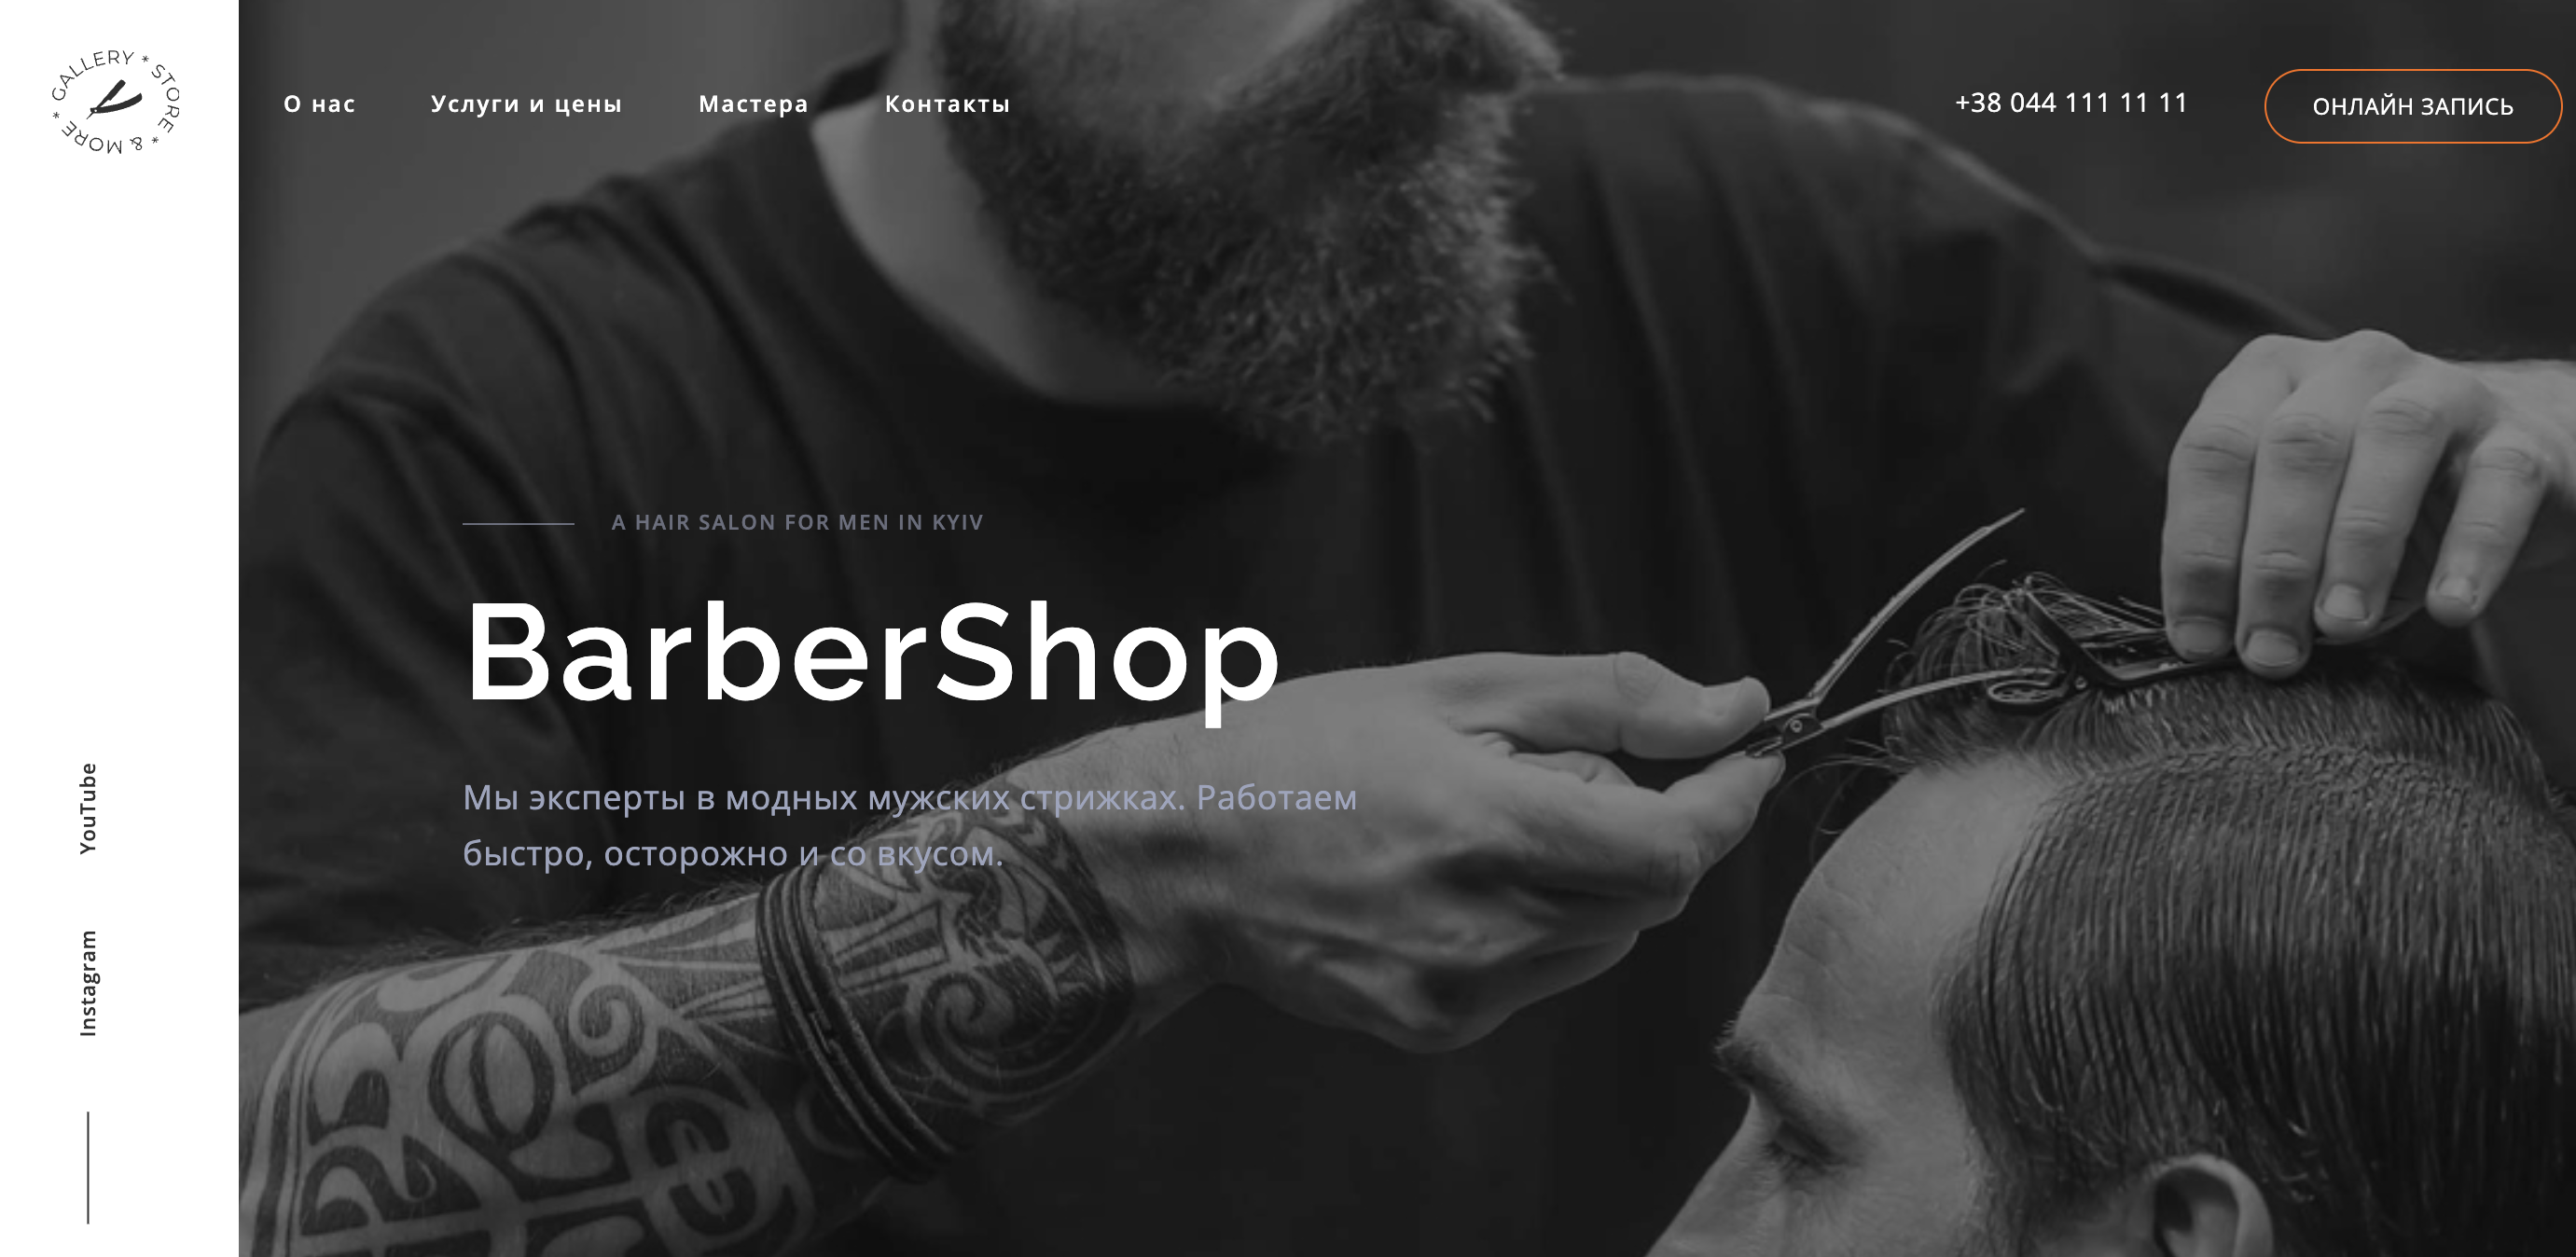 GALLERY * STORE * & MORE *
О нас
Услуги и цены
Мастера
Контакты
+38 044 111 11 11
ОНЛАЙН ЗАПИСЬ
A HAIR SALON FOR MEN IN KYIV
BarberShop
Мы эксперты в модных мужских стрижках. Работаем
быстро, осторожно и со вкусом.
YouTube
Instagram